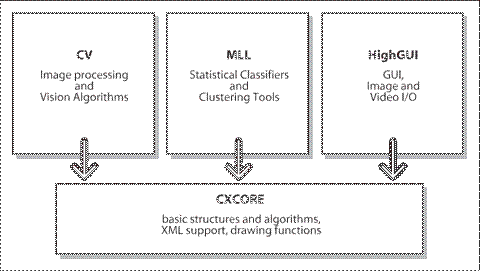 CV
Image processing
and
Vision Algorithms
MLL
Statistical Classifiers
and
Clustering Tools
HighGUI
GUI,
Image and
Video I/O
CXCORE
basic structures and algorithms,
XML support, drawing functions